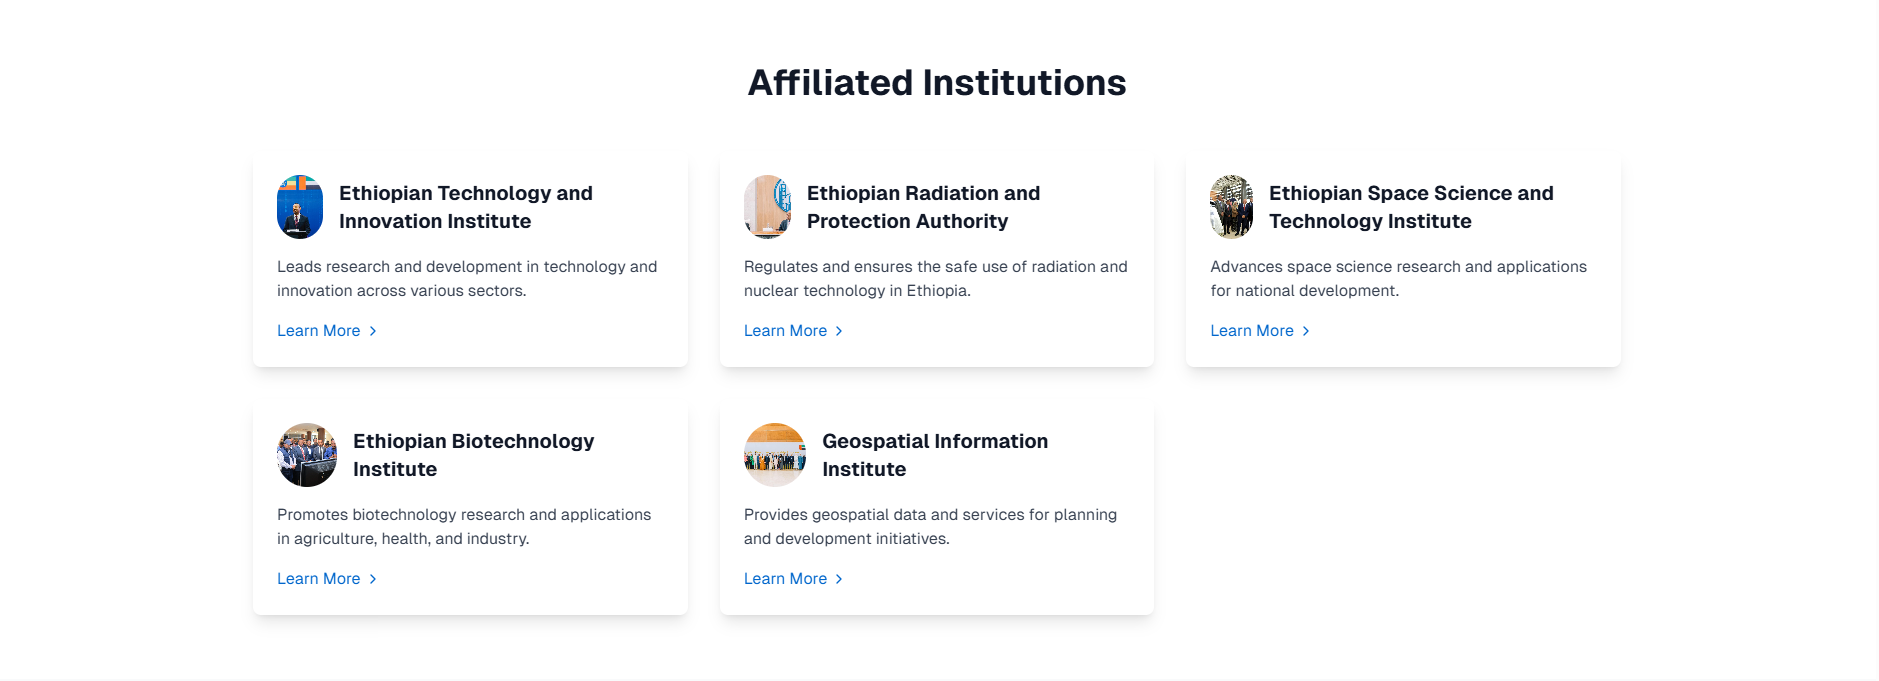 Affiliated Institutions
Ethiopian Technology and
Innovation Institute
Leads research and development in technology and
innovation across various sectors.
Learn More
Ethiopian Radiation and
Protection Authority
Regulates and ensures the safe use of radiation and
nuclear technology in Ethiopia.
Learn More
Ethiopian Space Science and
Technology Institute
Advances space science research and applications
for national development.
Learn More
Ethiopian Biotechnology
Institute
Promotes biotechnology research and applications
in agriculture, health, and industry.
Learn More
Geospatial Information
Institute
Provides geospatial data and services for planning
and development initiatives.
Learn More